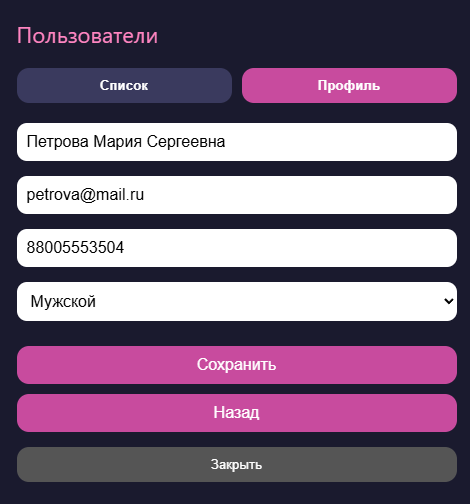 Пользователи
Список
Профиль
Петрова Мария Сергеевна
petrova@mail.ru
88005553504
Мужской
Сохранить
Назад
Закрыть